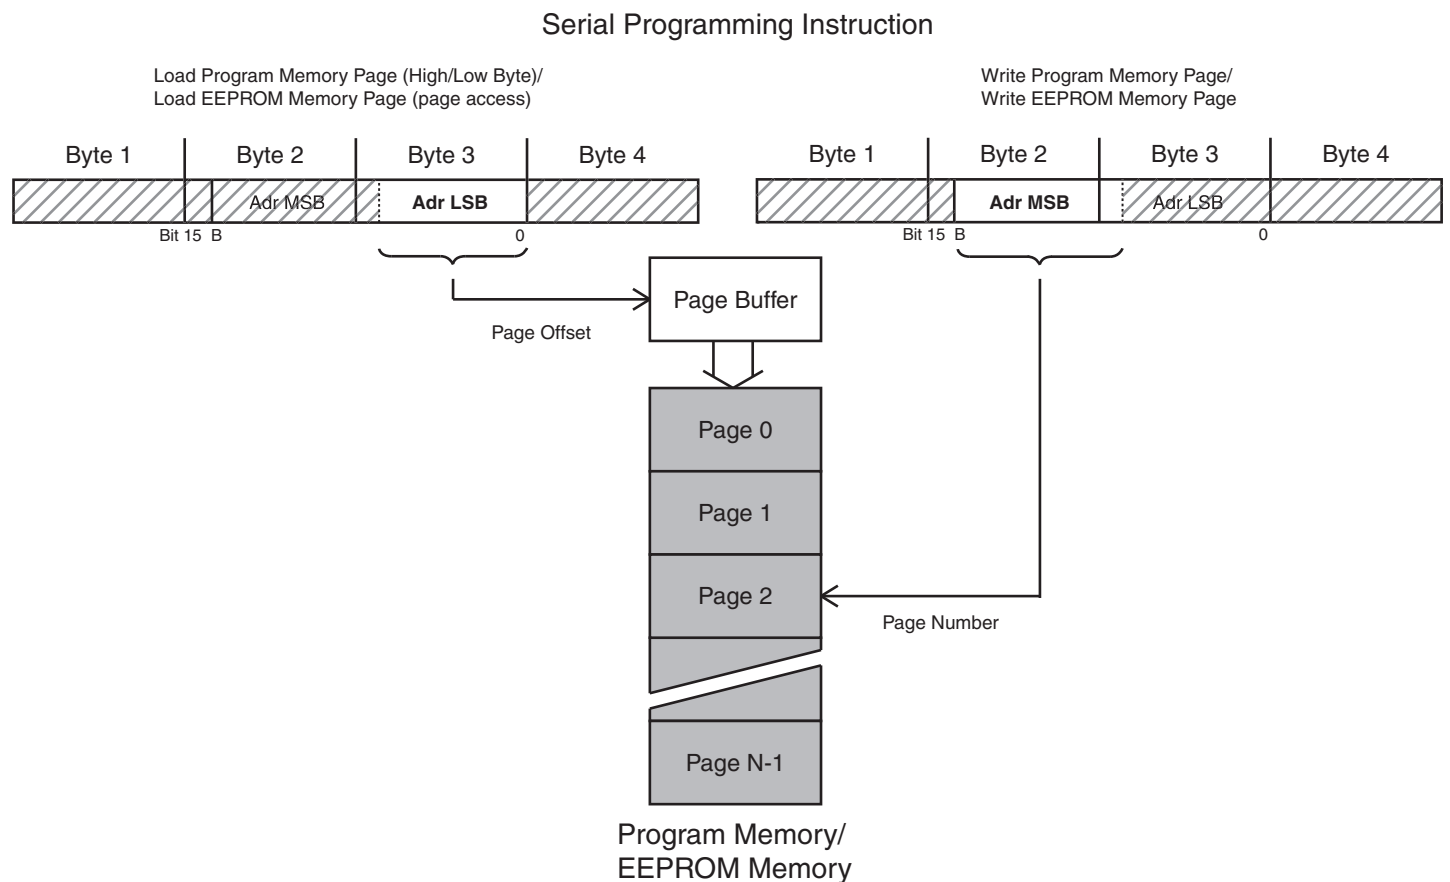 Serial Programming Instruction
Load Program Memory Page (High/Low Byte)/
Load EEPROM Memory Page (page access)
Write Program Memory Page/
Write EEPROM Memory Page
Byte 1 Byte 2 Byte 3 Byte 4
Adr MSB Adr LSB
Bit 15 B 0
Byte 1 Byte 2 Byte 3 Byte 4
Adr MSB Adr LSB
Bit 15 B 0
Page Buffer
Page Offset
Page 0
Page 1
Page 2
Page Number
Page N-1
Program Memory/
EEPROM Memory